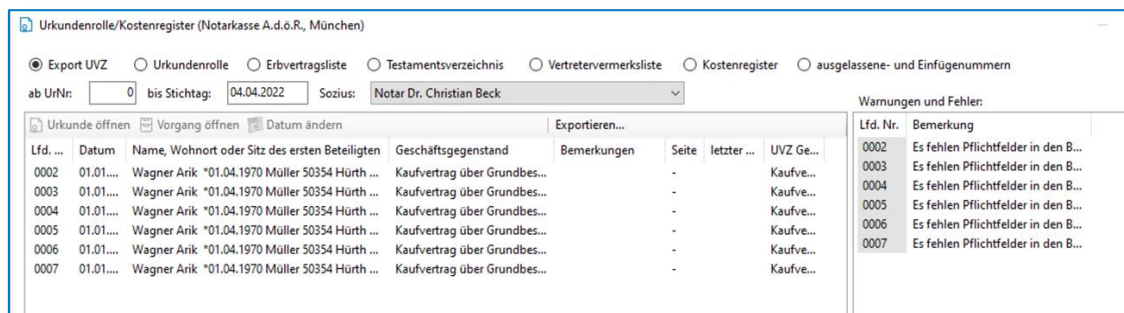 Urkundenrolle/Kostenregister (Notarkasse A.d.ö.R., München)
Export UVZ Urkundenrolle Erbvertragsliste Testamentsverzeichnis Vertretervermerksliste Kostenregister ausgelassene- und Einfügenummern
ab UrNr: 0 bis Stichtag: 04.04.2022 Sozius: Notar Dr. Christian Beck
Warnungen und Fehler:
Urkunde öffnen Vorgang öffnen Datum ändern Exportieren... Lfd. Nr. Bemerkung
Lfd. ... Datum Name, Wohnort oder Sitz des ersten Beteiligten Geschäftsgegenstand Bemerkungen Seite letzter ... UVZ Ge...
0002 01.01.... Wagner Arik *01.04.1970 Müller 50354 Hürth ... Kaufvertrag über Grundbes... - Kaufve...
0003 01.01.... Wagner Arik *01.04.1970 Müller 50354 Hürth ... Kaufvertrag über Grundbes... - Kaufve...
0004 01.01.... Wagner Arik *01.04.1970 Müller 50354 Hürth ... Kaufvertrag über Grundbes... - Kaufve...
0005 01.01.... Wagner Arik *01.04.1970 Müller 50354 Hürth ... Kaufvertrag über Grundbes... - Kaufve...
0006 01.01.... Wagner Arik *01.04.1970 Müller 50354 Hürth ... Kaufvertrag über Grundbes... - Kaufve...
0007 01.01.... Wagner Arik *01.04.1970 Müller 50354 Hürth ... Kaufvertrag über Grundbes... - Kaufve...
0002 Es fehlen Pflichtfelder in den B...
0003 Es fehlen Pflichtfelder in den B...
0004 Es fehlen Pflichtfelder in den B...
0005 Es fehlen Pflichtfelder in den B...
0006 Es fehlen Pflichtfelder in den B...
0007 Es fehlen Pflichtfelder in den B...